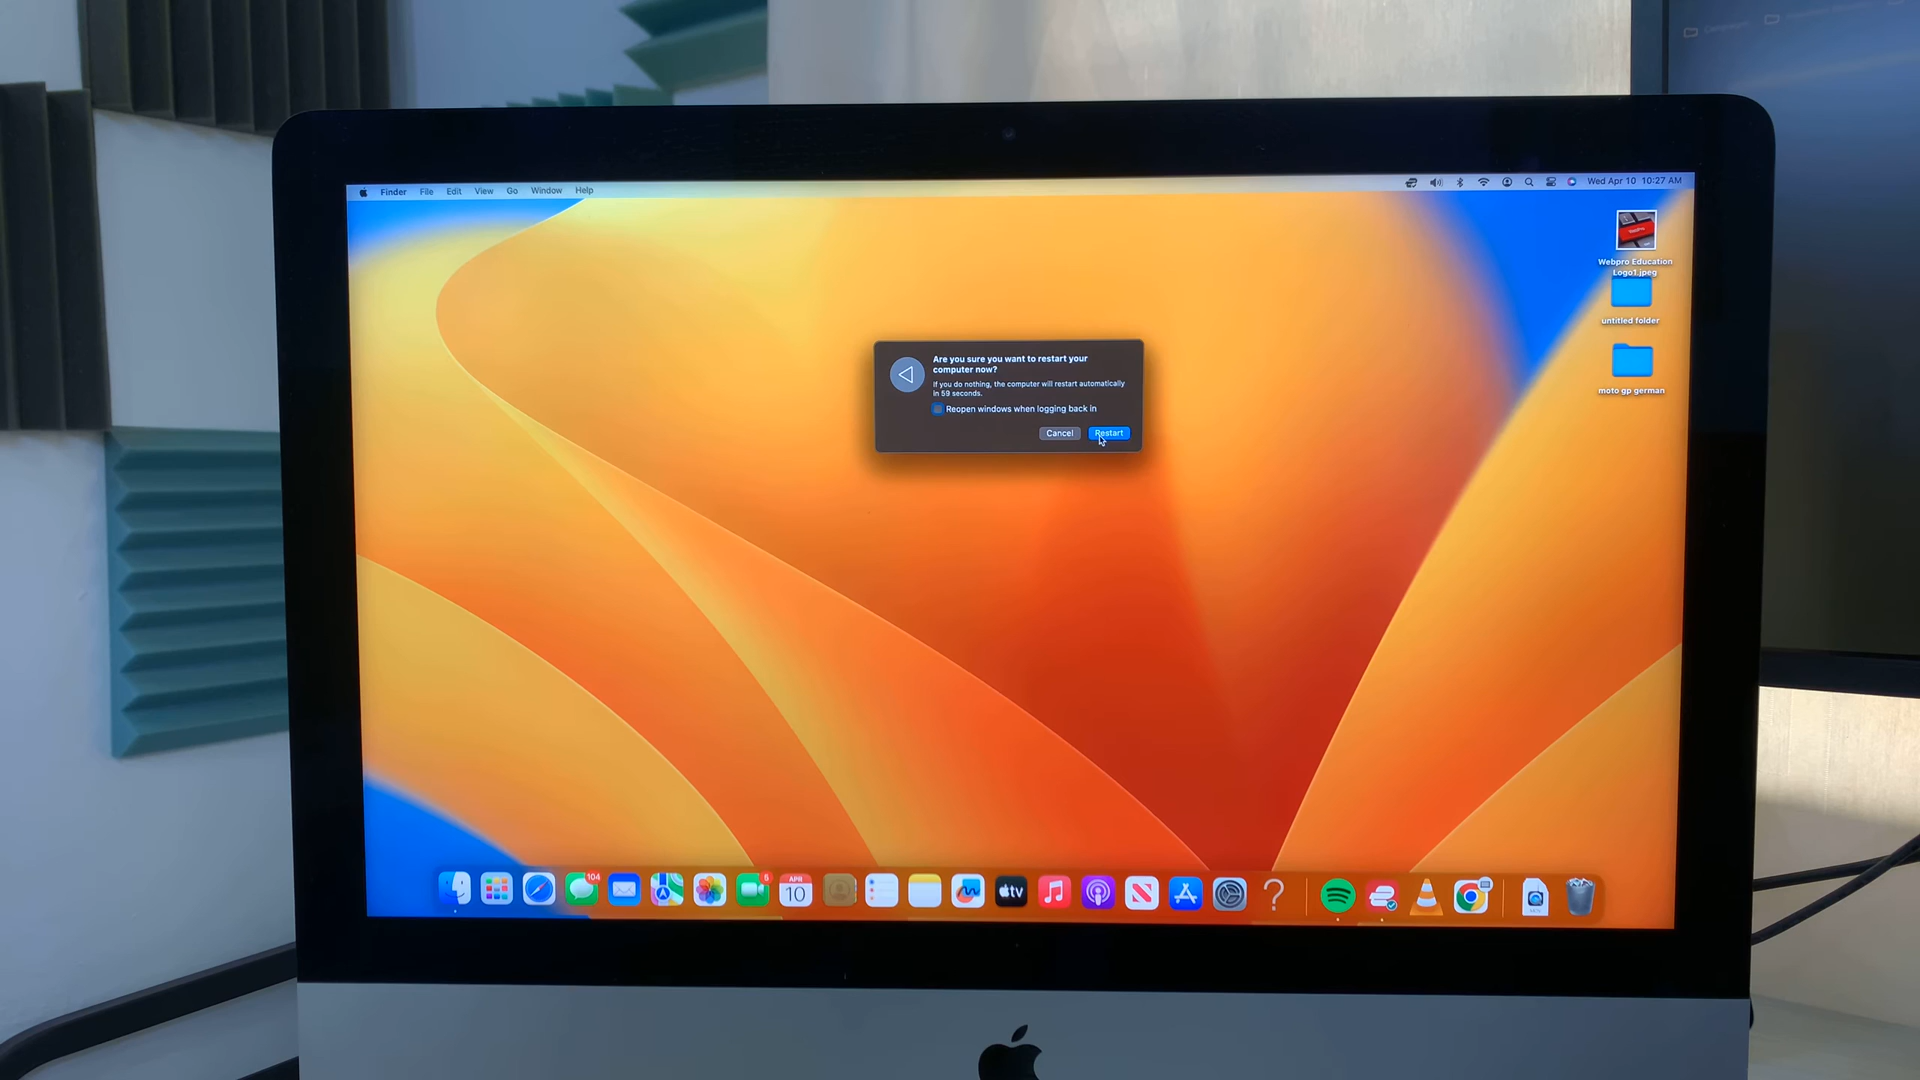 Finder File Edit View Go Window Help
Wed Apr 10 10:27 AM
Webpro Education
Logo1.jpeg
untitled folder
moto gp german
Are you sure you want to restart your
computer now?
If you do nothing, the computer will restart automatically
in 59 seconds.
Reopen windows when logging back in
Cancel Restart
104
6
APR
10
tv